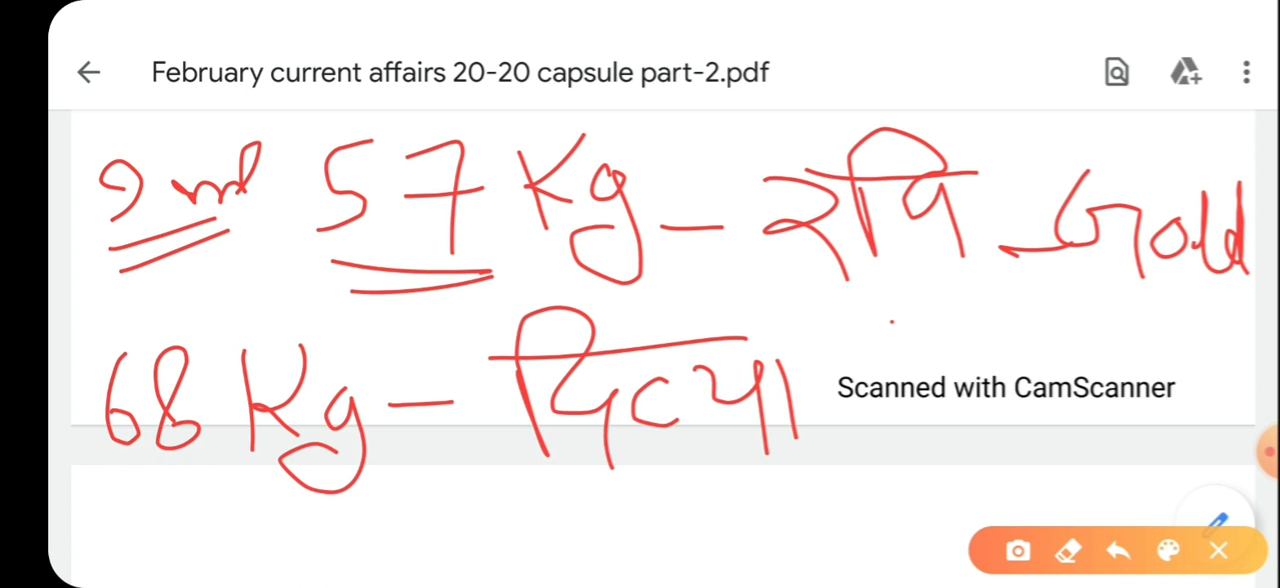 February current affairs 20-20 capsule part-2.pdf
2nd 57 Kg - रवि - Gold
68 Kg - दिव्या
Scanned with CamScanner